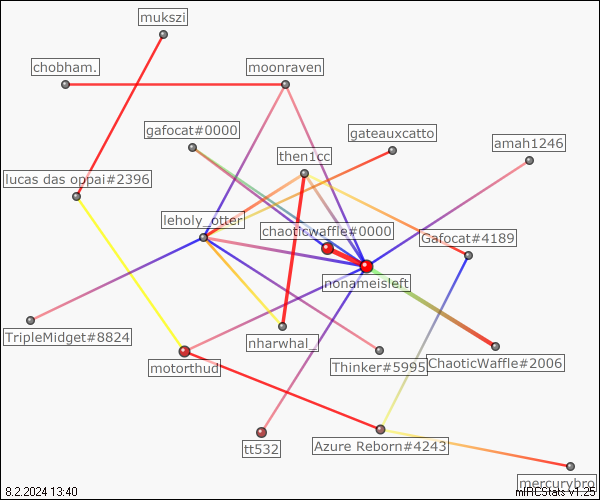 mukszi
chobham.
moonraven
gafocat#0000
gateauxcatto
amah1246
then1cc
lucas das oppai#2396
leholy_otter
chaoticwaffle#0000
Gafocat#4189
nonameisleft
TripleMidget#8824
nharwhal_
motorthud
Thinker#5995
ChaoticWaffle#2006
tt532
Azure Reborn#4243
mercurybro
8.2.2024 13:40
mIRCStats v1.25